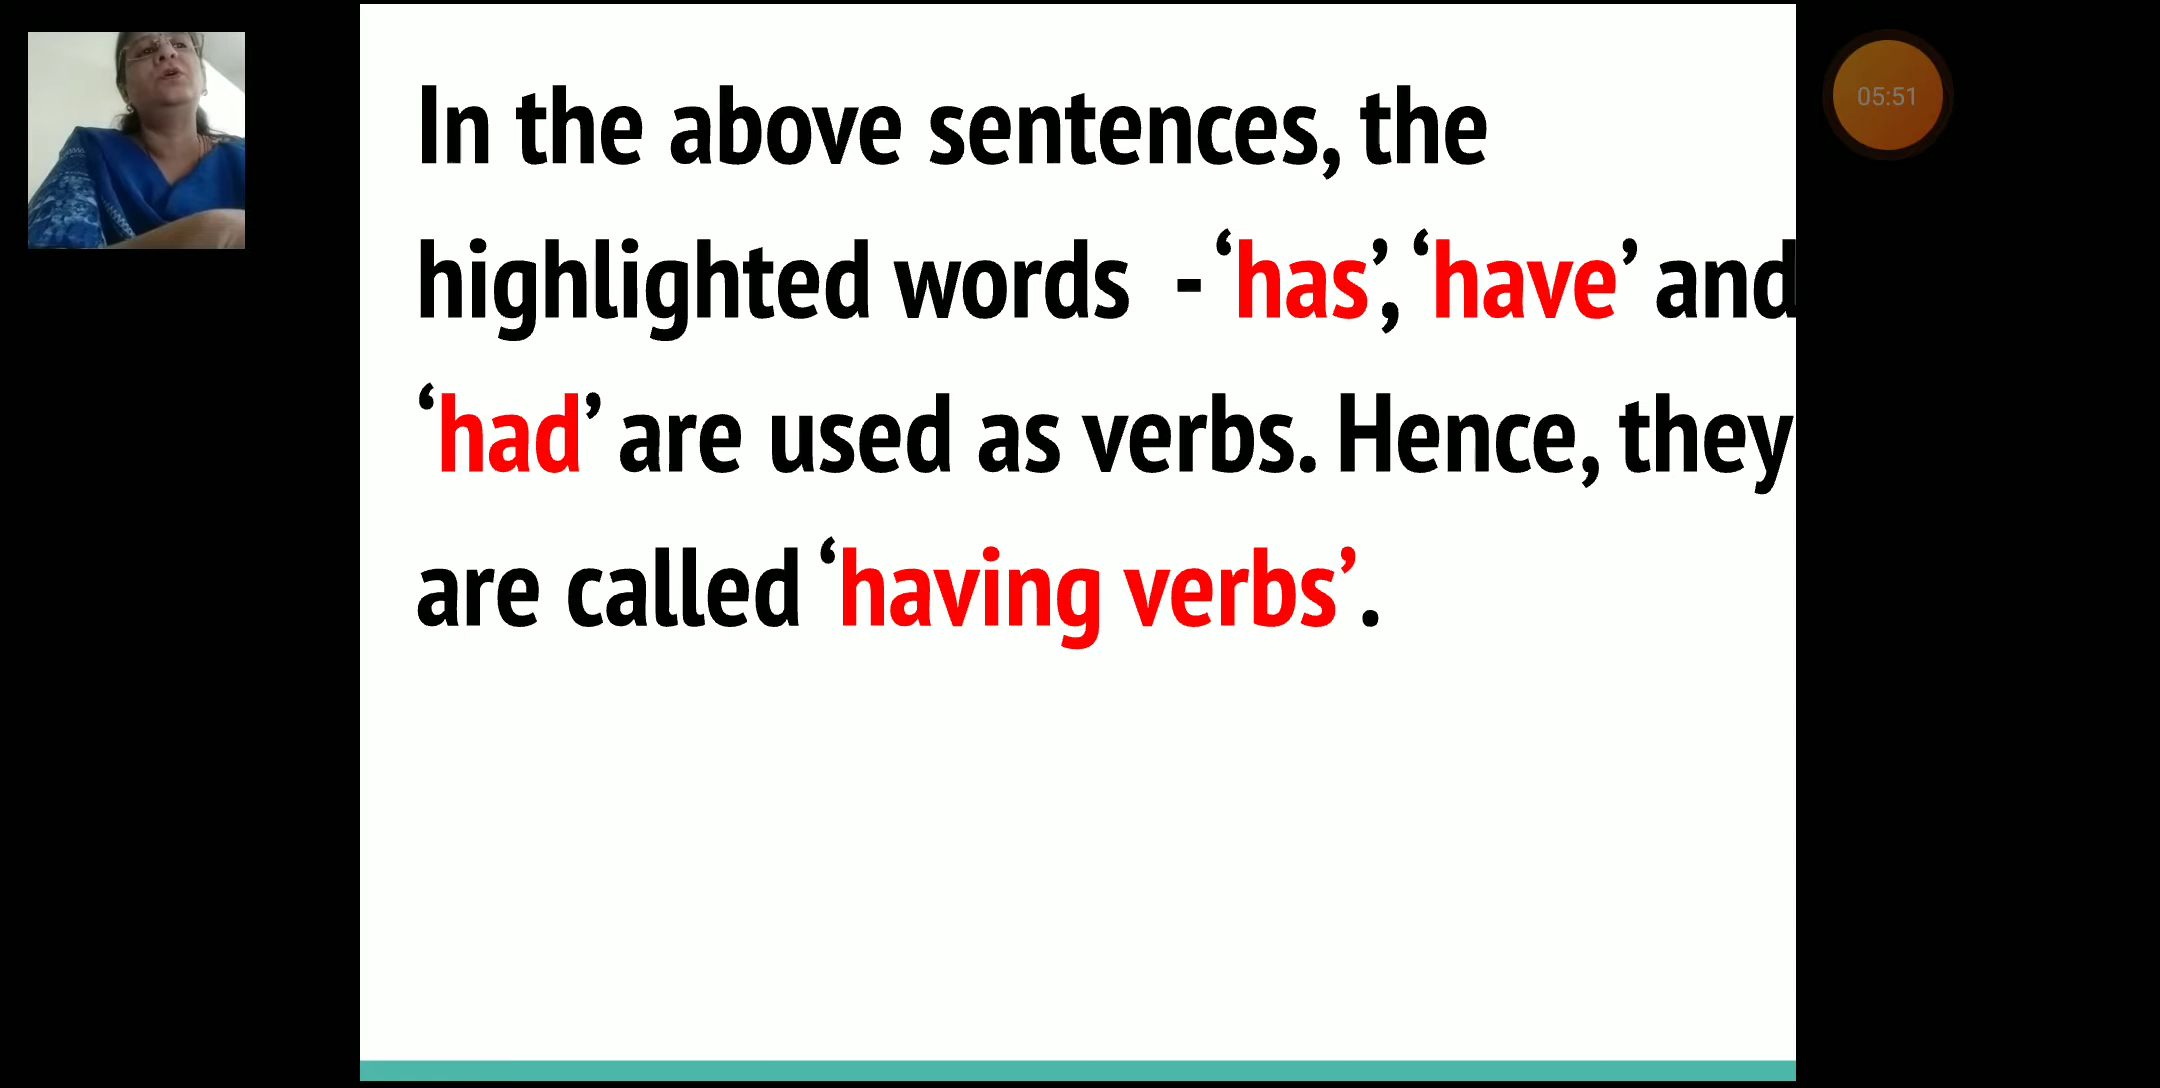 In the above sentences, the
highlighted words - ‘has’, ‘have’ and
‘had’ are used as verbs. Hence, they
are called ‘having verbs’.
05:51